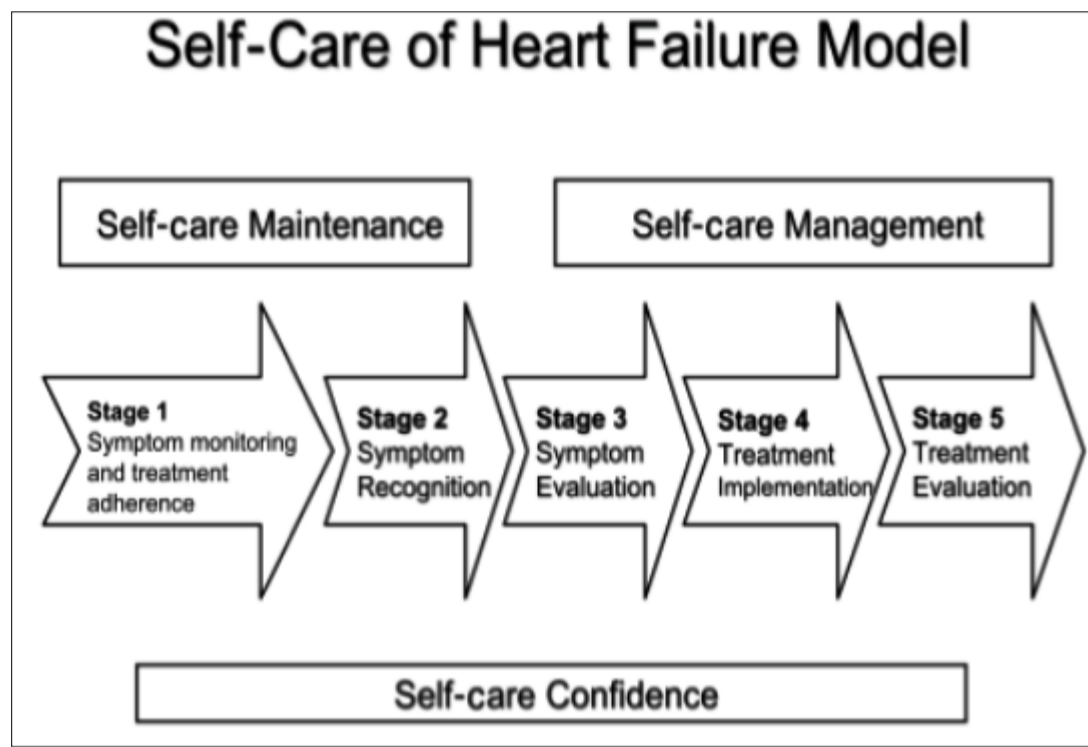 Self-Care of Heart Failure Model
Self-care Maintenance
Self-care Management
Stage 1
Symptom monitoring
and treatment
adherence
Stage 2
Symptom
Recognition
Stage 3
Symptom
Evaluation
Stage 4
Treatment
Implementation
Stage 5
Treatment
Evaluation
Self-care Confidence